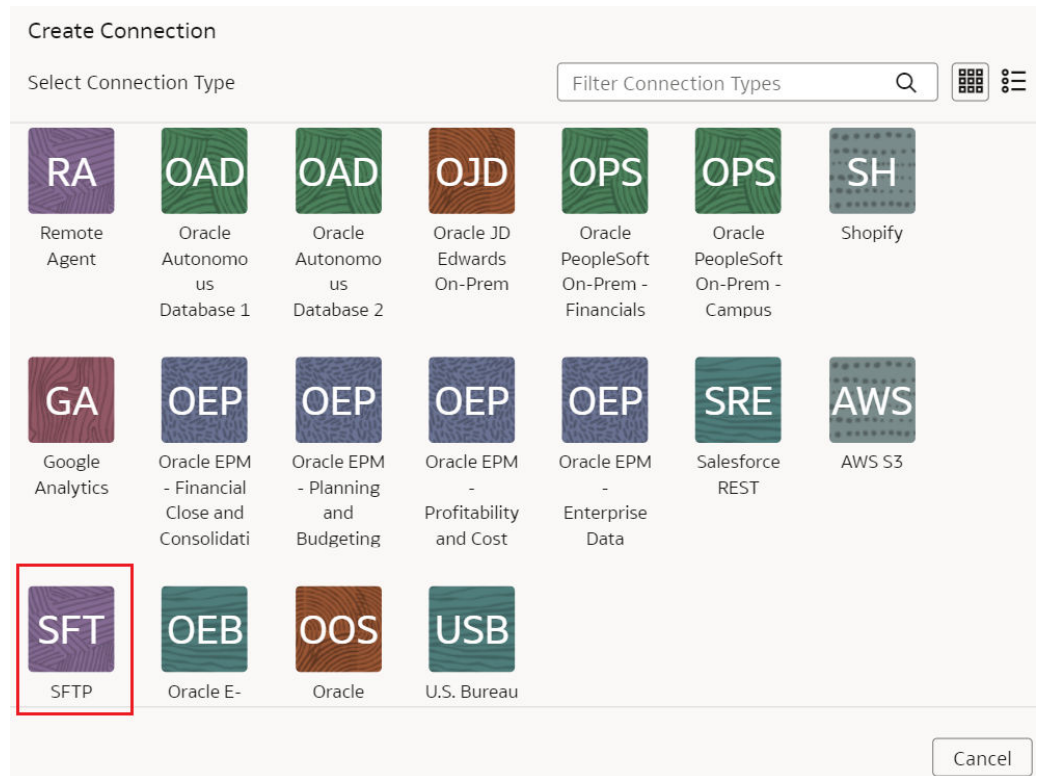 Create Connection
Select Connection Type
Filter Connection Types
RA
OAD
OAD
OJD
OPS
OPS
SH
Remote
Agent
Oracle
Autonomo
us
Database 1
Oracle
Autonomo
us
Database 2
Oracle JD
Edwards
On-Prem
Oracle
PeopleSoft
On-Prem -
Financials
Oracle
PeopleSoft
On-Prem -
Campus
Shopify
GA
OEP
OEP
OEP
OEP
SRE
AWS
Google
Analytics
Oracle EPM
- Financial
Close and
Consolidati
Oracle EPM
- Planning
and
Budgeting
Oracle EPM
-
Profitability
and Cost
Oracle EPM
-
Enterprise
Data
Salesforce
REST
AWS S3
SFT
OEB
OOS
USB
SFTP
Oracle E-
Oracle
U.S. Bureau
Cancel